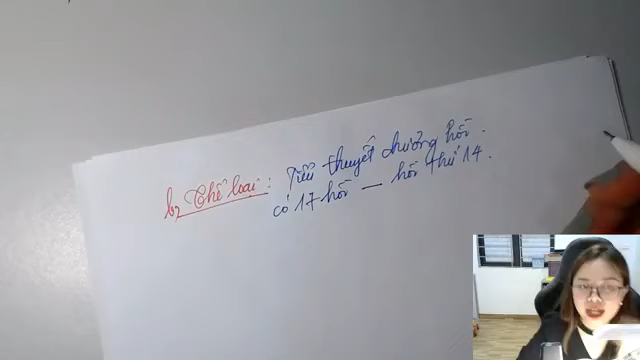 b, Thể loại: Tiểu thuyết chương hồi.
có 17 hồi — hồi thứ 14.